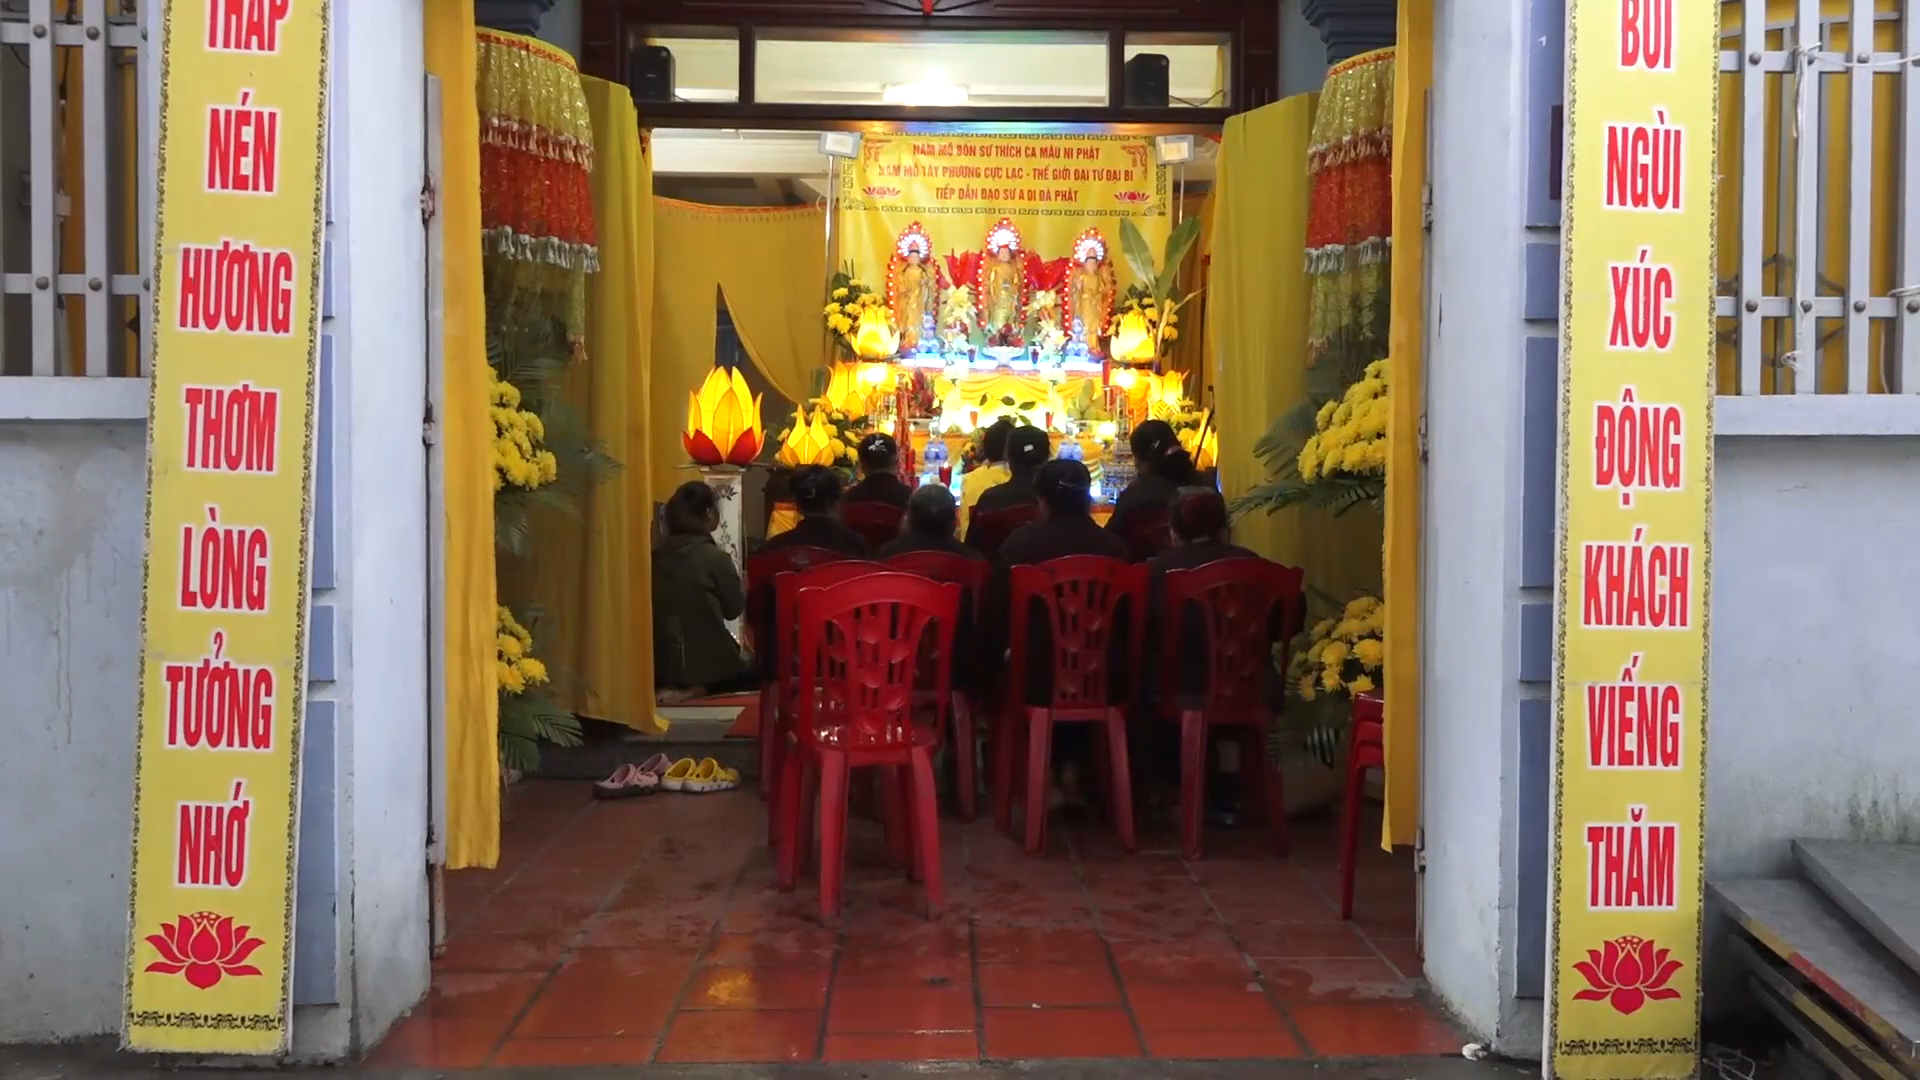 THẮP
NÉN
HƯƠNG
THƠM
LÒNG
TƯỞNG
NHỚ
NAM MÔ BỔN SƯ THÍCH CA MÂU NI PHẬT
NAM MÔ TÂY PHƯƠNG CỰC LẠC - THẾ GIỚI ĐẠI TỪ ĐẠI BI
TIẾP DẪN ĐẠO SƯ A DI ĐÀ PHẬT
BÙI
NGÙI
XÚC
ĐỘNG
KHÁCH
VIẾNG
THĂM